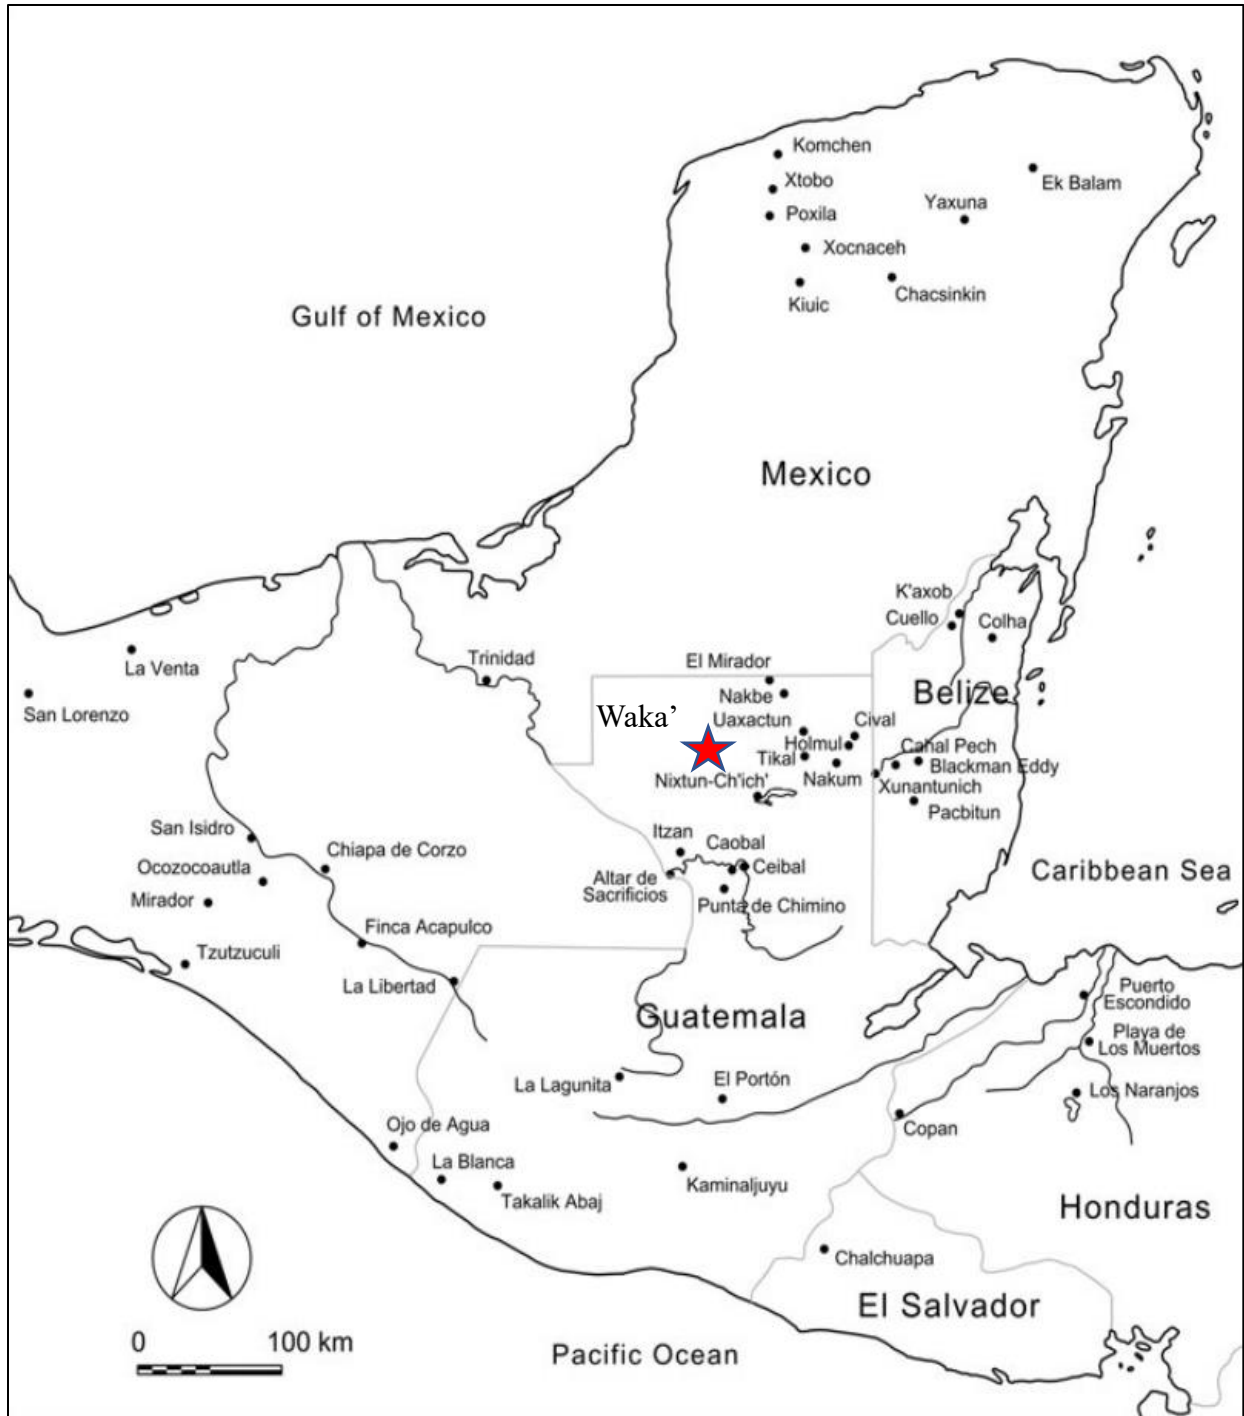 Komchen
Xtobo
Ek Balam
Yaxuna
Poxila
Xocnaceh
Chacsinkin
Kiuic
Gulf of Mexico
Mexico
K'axob
Cuello
Colha
La Venta
Trinidad
El Mirador
San Lorenzo
Nakbe
Belize
Waka’
Uaxactun
Cival
Holmul
Cahal Pech
Tikal
Blackman Eddy
Nixtun-Ch'ich'
Nakum
Xunantunich
Pacbitun
San Isidro
Itzan
Caobal
Chiapa de Corzo
Ocozocoautla
Ceibal
Caribbean Sea
Altar de
Sacrificios
Mirador
Punta de Chimino
Finca Acapulco
Tzutzuculi
La Libertad
Puerto
Escondido
Guatemala
Playa de
Los Muertos
La Lagunita
El Portón
Los Naranjos
Ojo de Agua
Copan
La Blanca
Takalik Abaj
Kaminaljuyu
Honduras
Chalchuapa
El Salvador
0 100 km
Pacific Ocean